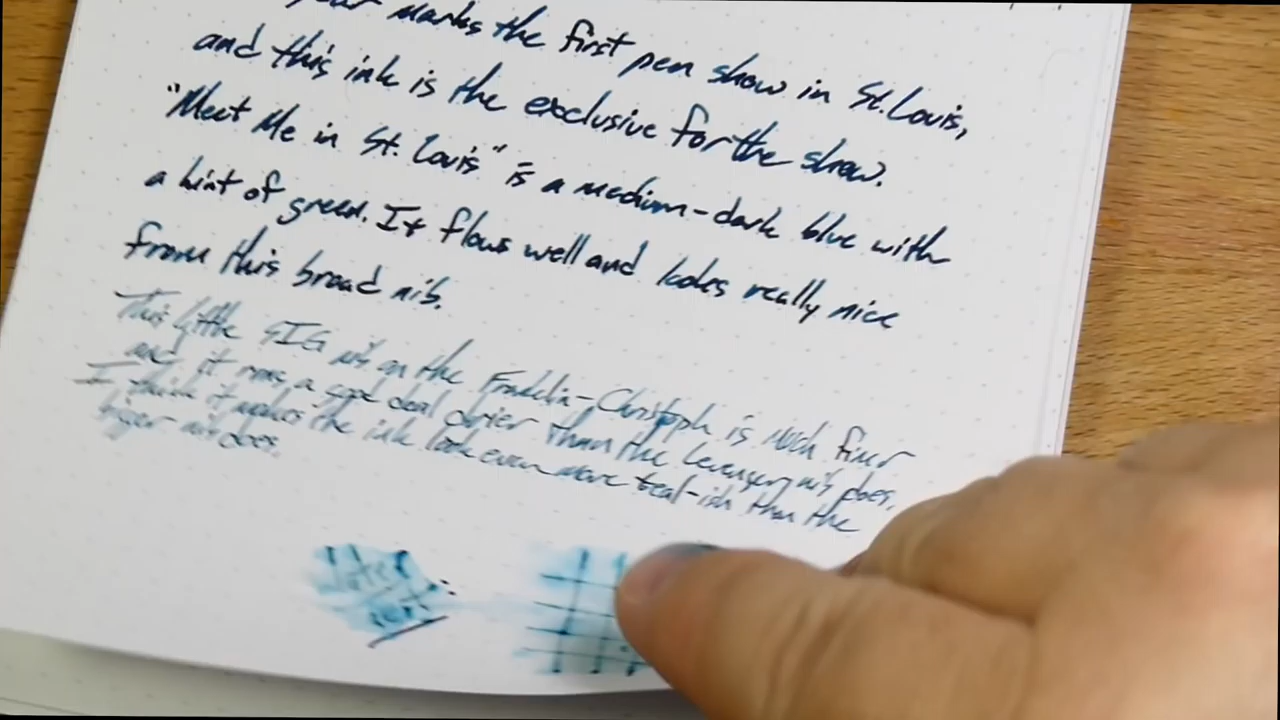 year marks the first pen show in St. Louis,
and this ink is the exclusive for the show.
"Meet Me in St. Louis" is a medium-dark blue with
a hint of green. It flows well and looks really nice
from this broad nib.
This little SIG nib on the Franklin-Christoph is much finer
and it runs a good deal drier than the Levenger nib does.
I think it makes the ink look even more teal-ish than the
bigger nib does.
Water
test